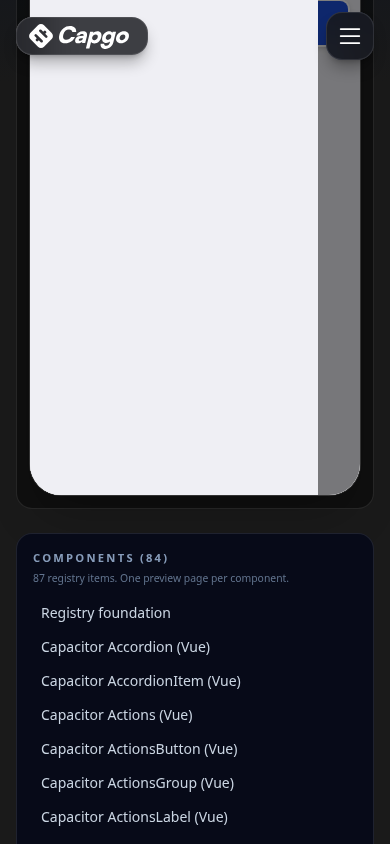 Capgo
COMPONENTS (84)
87 registry items. One preview page per component.
Registry foundation
Capacitor Accordion (Vue)
Capacitor AccordionItem (Vue)
Capacitor Actions (Vue)
Capacitor ActionsButton (Vue)
Capacitor ActionsGroup (Vue)
Capacitor ActionsLabel (Vue)